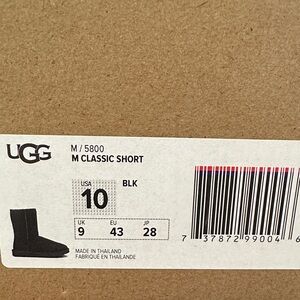 UGG
M / 5800
M CLASSIC SHORT
USA
10
BLK
UK EU JP
9 43 28
MADE IN THAILAND
FABRIQUÉ EN THAÏLANDE
7 37872 99004 6